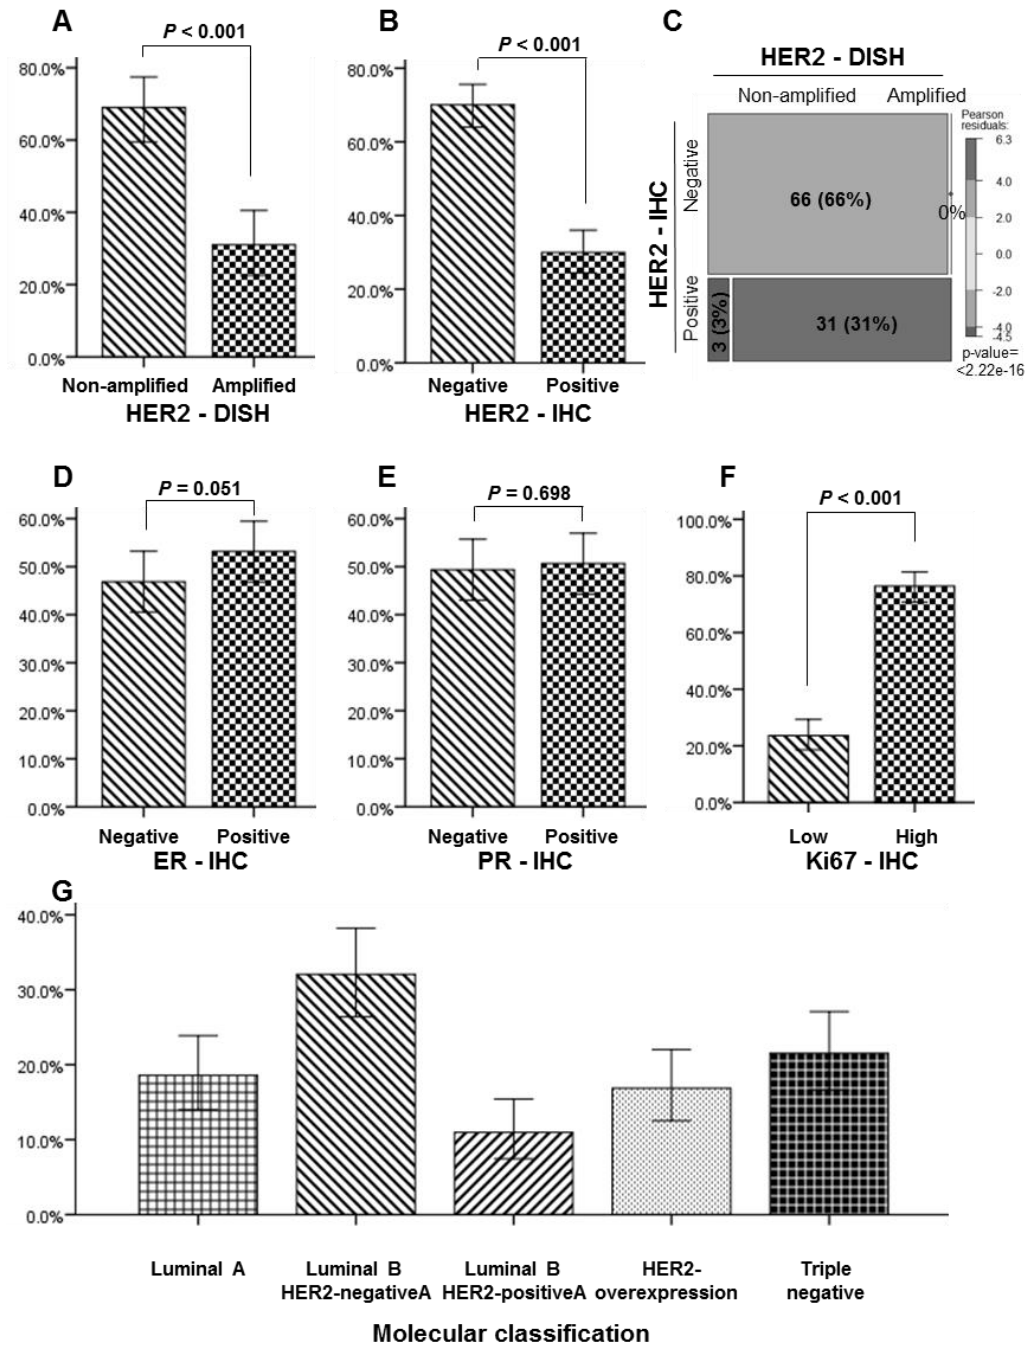 A
P < 0.001
80.0%
60.0%
40.0%
20.0%
0.0%
Non-amplified Amplified
HER2 - DISH
B
P < 0.001
80.0%
60.0%
40.0%
20.0%
0.0%
Negative Positive
HER2 - IHC
C
HER2 - DISH
Non-amplified Amplified
HER2 - IHC
Negative
Positive
66 (66%)
0%
3 (3%)
31 (31%)
Pearson
residuals:
6.3
4.0
2.0
0.0
-2.0
-4.0
-4.5
p-value=
<2.22e-16
D
P = 0.051
60.0%
50.0%
40.0%
30.0%
20.0%
10.0%
0.0%
Negative Positive
ER - IHC
E
P = 0.698
60.0%
50.0%
40.0%
30.0%
20.0%
10.0%
0.0%
Negative Positive
PR - IHC
F
P < 0.001
100.0%
80.0%
60.0%
40.0%
20.0%
0.0%
Low High
Ki67 - IHC
G
40.0%
30.0%
20.0%
10.0%
0.0%
Luminal A
Luminal B
HER2-negativeA
Luminal B
HER2-positiveA
HER2-
overexpression
Triple
negative
Molecular classification